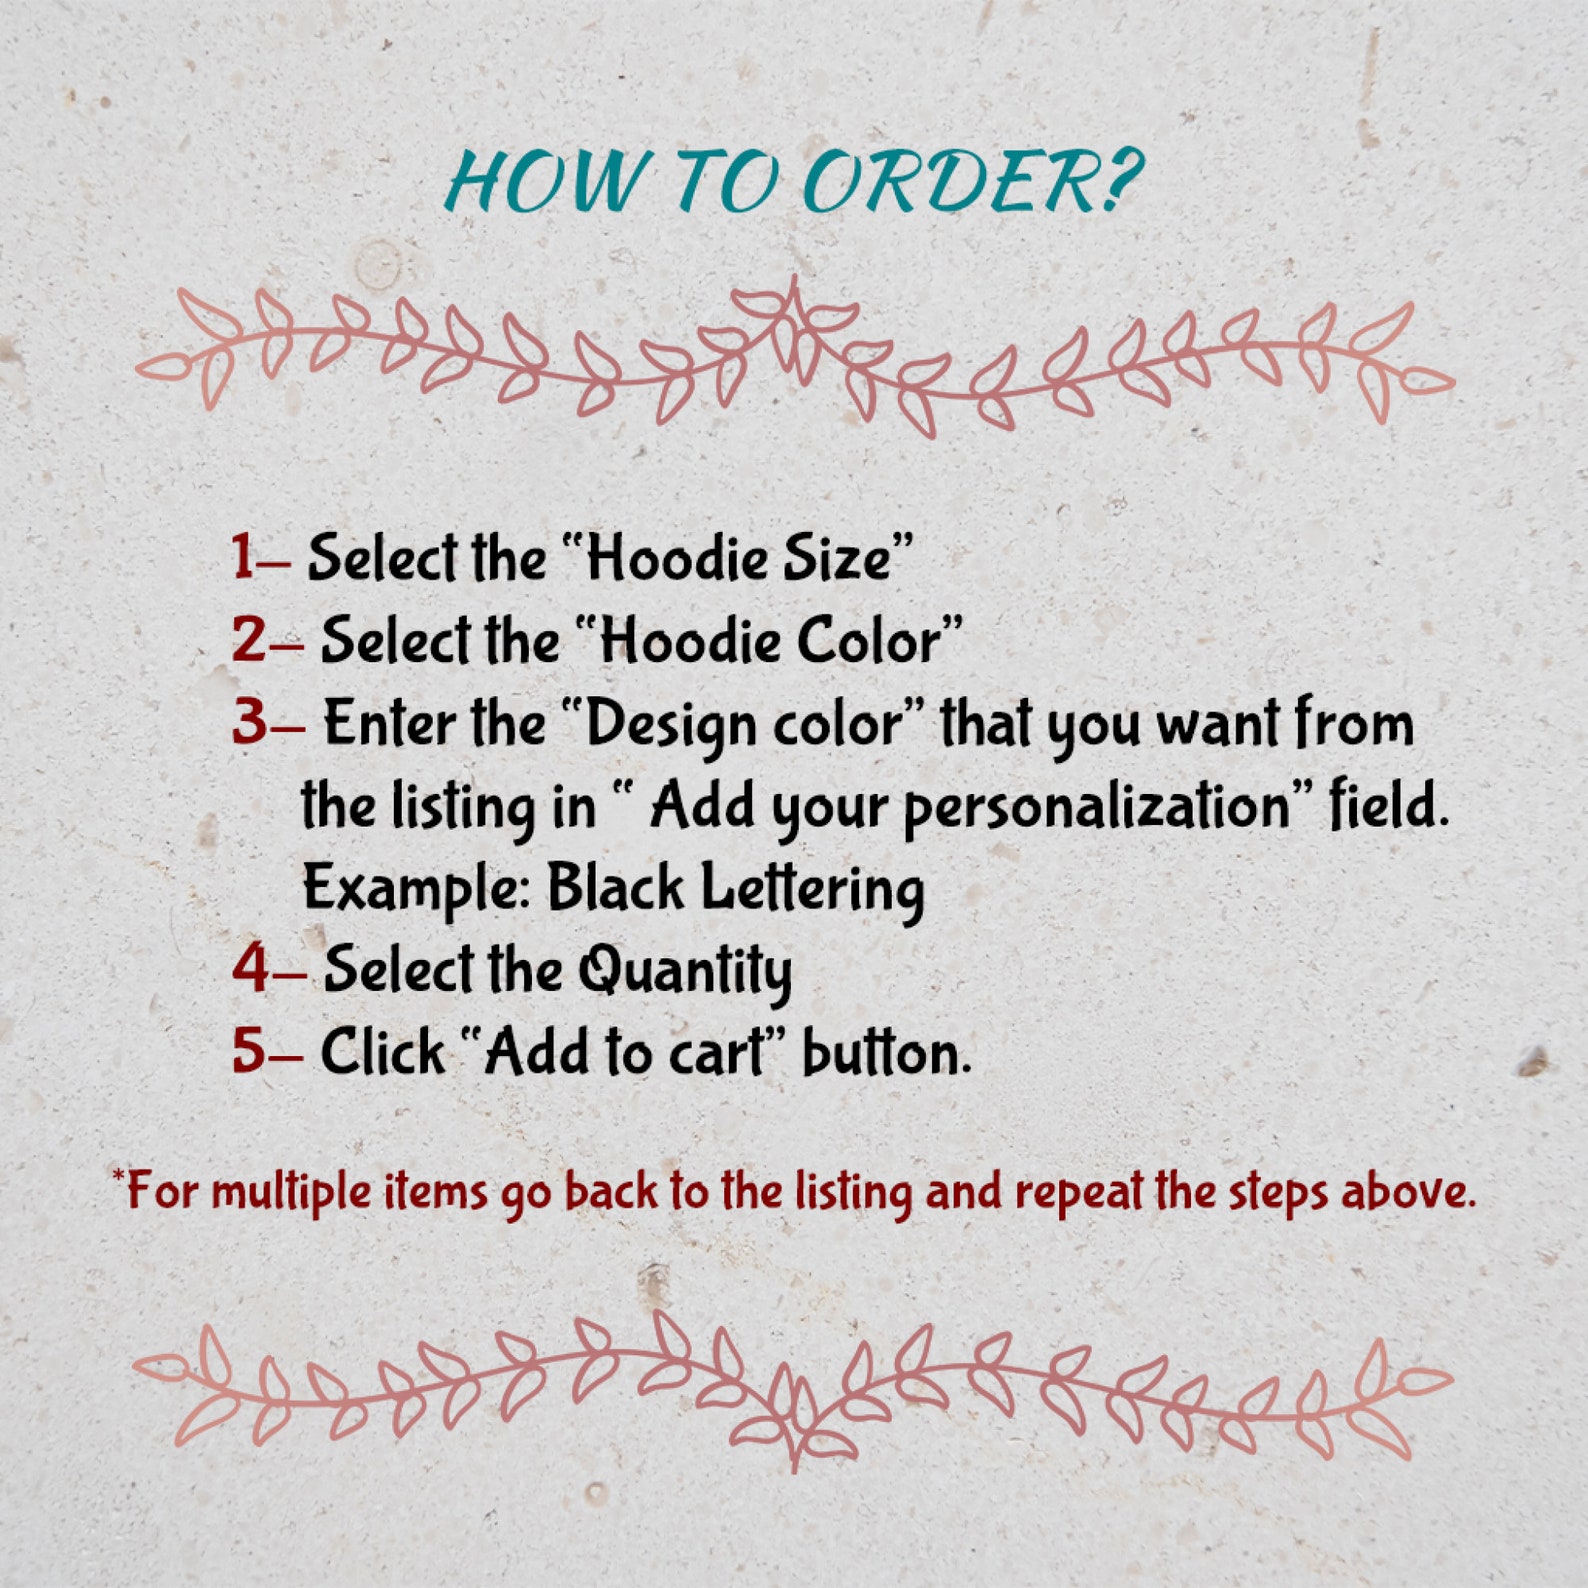 HOW TO ORDER?
1– Select the “Hoodie Size”
2– Select the “Hoodie Color”
3– Enter the “Design color” that you want from
the listing in “ Add your personalization” field.
Example: Black Lettering
4– Select the Quantity
5– Click “Add to cart” button.
*For multiple items go back to the listing and repeat the steps above.